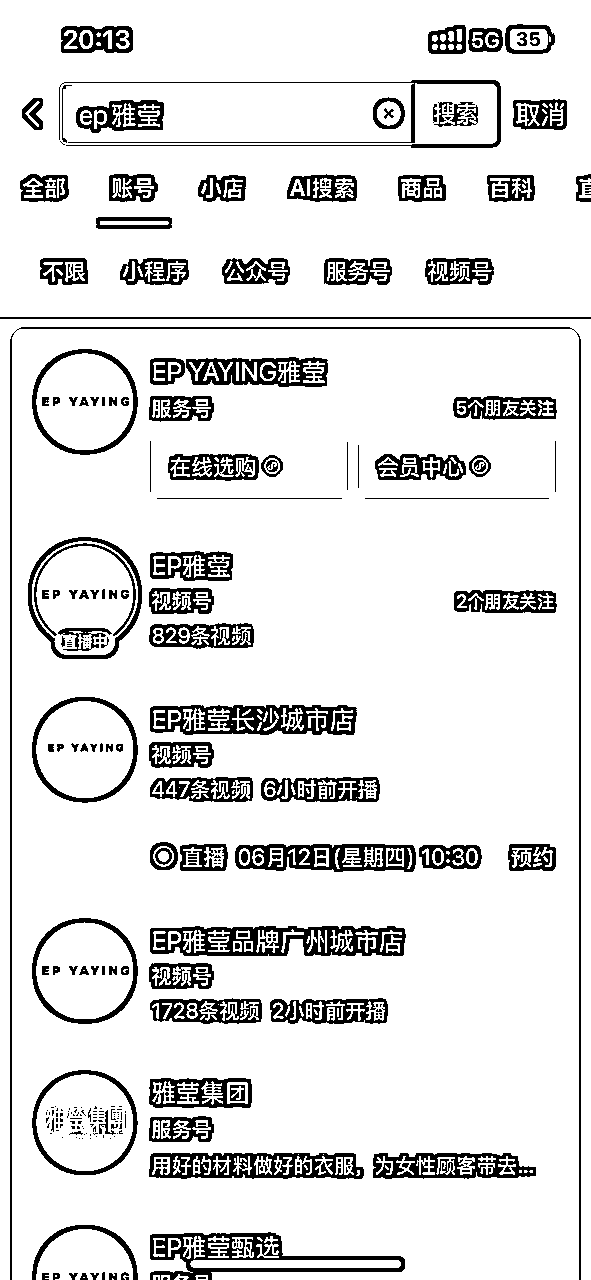 20:13 5G 35
ep雅莹 搜索 取消
全部 账号 小店 AI搜索 商品 百科
不限 小程序 公众号 服务号 视频号
EP YAYING
EP YAYING雅莹
服务号 5个朋友关注
在线选购 会员中心
EP YAYING
直播中
EP雅莹
视频号 2个朋友关注
829条视频
EP YAYING
EP雅莹长沙城市店
视频号
447条视频 6小时前开播
直播 06月12日(星期四) 10:30 预约
EP YAYING
EP雅莹品牌广州城市店
视频号
1728条视频 2小时前开播
雅莹集團
雅莹集团
服务号
用好的材料做好的衣服，为女性顾客带去...
EP YAYING
EP雅莹甄选
服务号